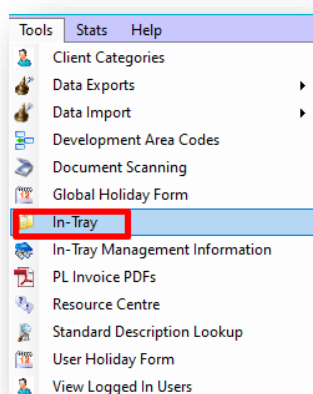 Tools Stats Help
Client Categories
Data Exports
Data Import
Development Area Codes
Document Scanning
Global Holiday Form
In-Tray
In-Tray Management Information
PL Invoice PDFs
Resource Centre
Standard Description Lookup
User Holiday Form
View Logged In Users